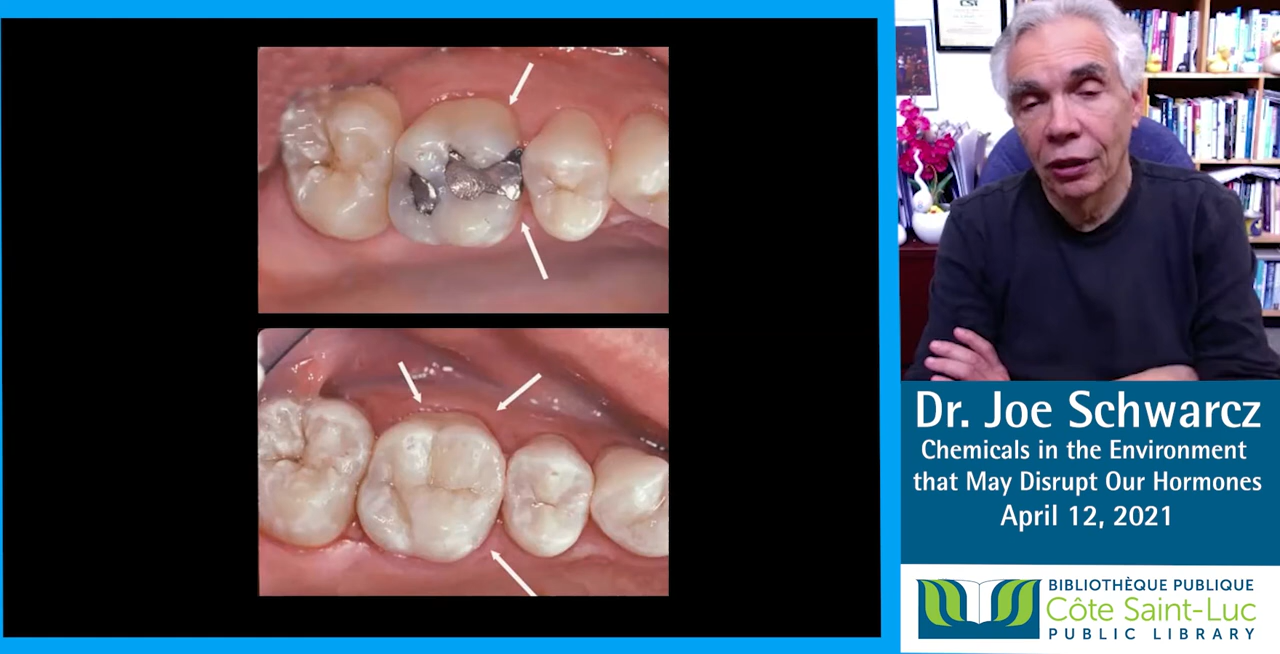 Dr. Joe Schwarcz
Chemicals in the Environment
that May Disrupt Our Hormones
April 12, 2021
BIBLIOTHÈQUE PUBLIQUE
Côte Saint-Luc
PUBLIC LIBRARY